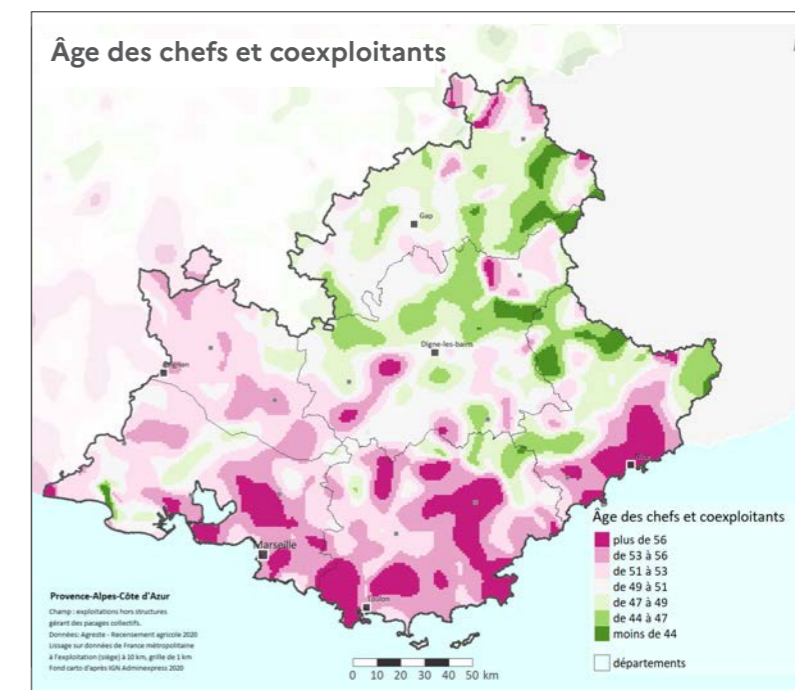 Âge des chefs et coexploitants
Gap
Digne-les-bains
Marseille
Toulon
Âge des chefs et coexploitants
plus de 56
de 53 à 56
de 51 à 53
de 49 à 51
de 47 à 49
de 44 à 47
moins de 44
départements
Provence-Alpes-Côte d'Azur
Champ : exploitations hors structures
gérant des pacages collectifs.
Données: Agreste - Recensement agricole 2020
Lissage sur données de France métropolitaine
à l'exploitation (siège) à 10 km, grille de 1 km
Fond carto d'après IGN Adminexpress 2020
0 10 20 30 40 50 km